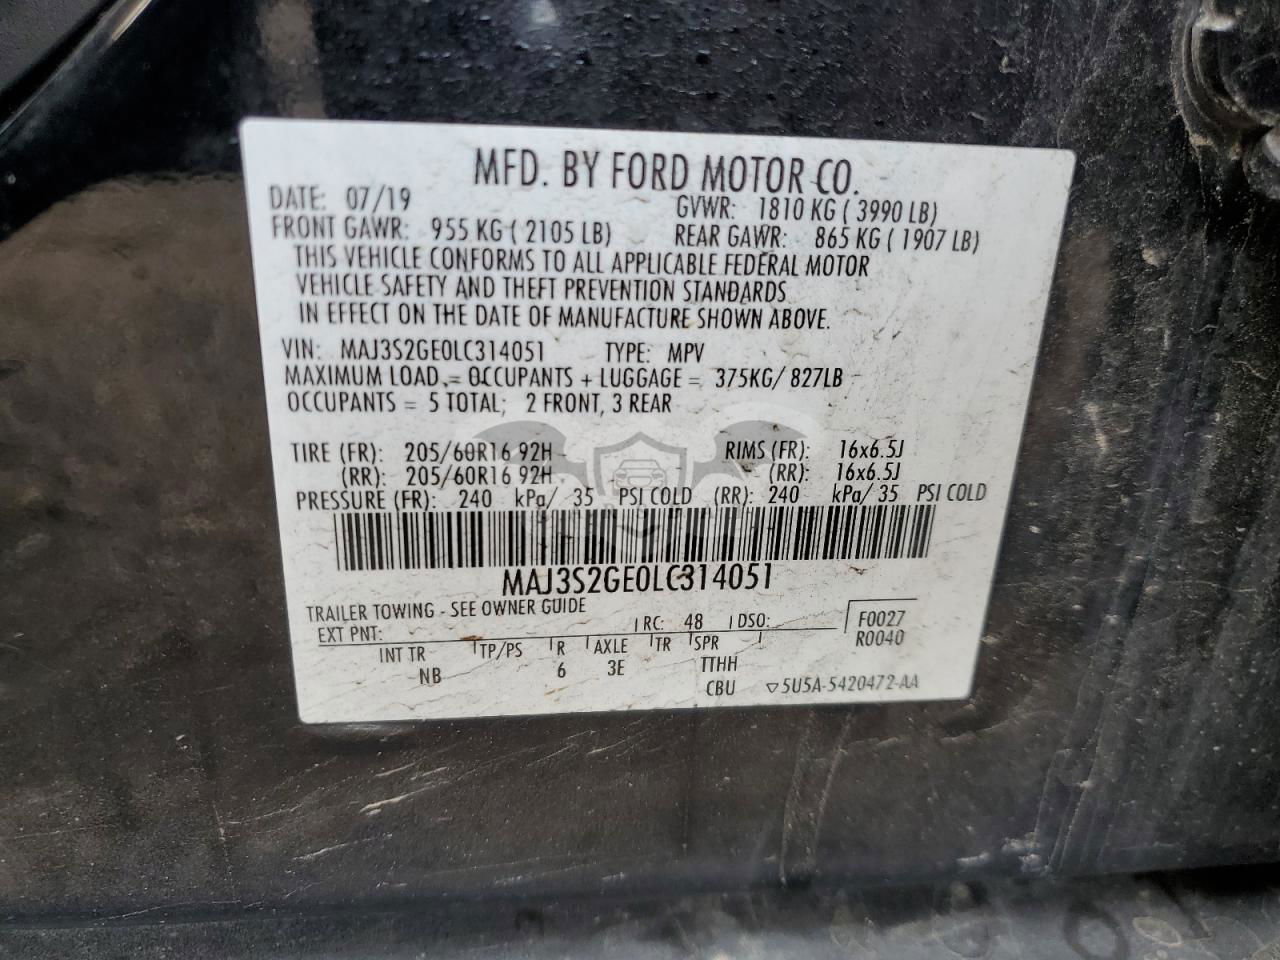 MFD. BY FORD MOTOR CO.
DATE: 07/19 GVWR: 1810 KG ( 3990 LB)
FRONT GAWR: 955 KG ( 2105 LB) REAR GAWR: 865 KG ( 1907 LB)
THIS VEHICLE CONFORMS TO ALL APPLICABLE FEDERAL MOTOR
VEHICLE SAFETY AND THEFT PREVENTION STANDARDS
IN EFFECT ON THE DATE OF MANUFACTURE SHOWN ABOVE.
VIN: MAJ3S2GE0LC314051 TYPE: MPV
MAXIMUM LOAD = OCCUPANTS + LUGGAGE = 375KG/ 827LB
OCCUPANTS = 5 TOTAL; 2 FRONT, 3 REAR
TIRE (FR): 205/60R16 92H RIMS (FR): 16x6.5J
(RR): 205/60R16 92H (RR): 16x6.5J
PRESSURE (FR): 240 kPa/ 35 PSI COLD (RR): 240 kPa/ 35 PSI COLD
MAJ3S2GE0LC314051
TRAILER TOWING - SEE OWNER GUIDE
EXT PNT: RC: 48 DSO: F0027
R0040
INT TR TP/PS R AXLE TR SPR
NB 6 3E TTHH
CBU ▽5U5A-5420472-AA